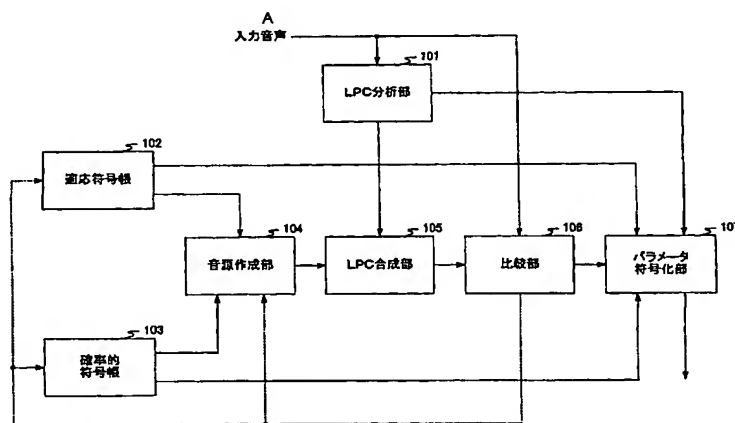 A
入力音声
101
LPC分析部
102
適応符号帳
104
音源作成部
105
LPC合成部
106
比較部
107
パラメータ
符号化部
103
確率的
符号帳